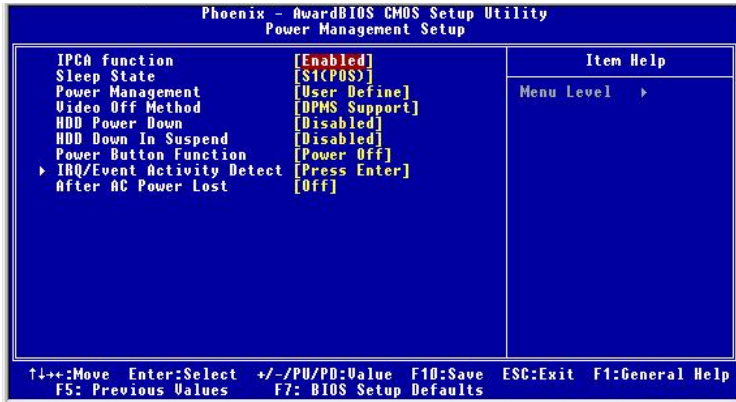 Phoenix - AwardBIOS CMOS Setup Utility
Power Management Setup
IPCA function [Enabled]
Sleep State [S1(POS)]
Power Management [User Define]
Video Off Method [DPMS Support]
HDD Power Down [Disabled]
HDD Down In Suspend [Disabled]
Power Button Function [Power Off]
▸ IRQ/Event Activity Detect [Press Enter]
After AC Power Lost [Off]
Item Help
Menu Level ▸
↑↓→←:Move Enter:Select +/-/PU/PD:Value F10:Save ESC:Exit F1:General Help
F5: Previous Values F7: BIOS Setup Defaults